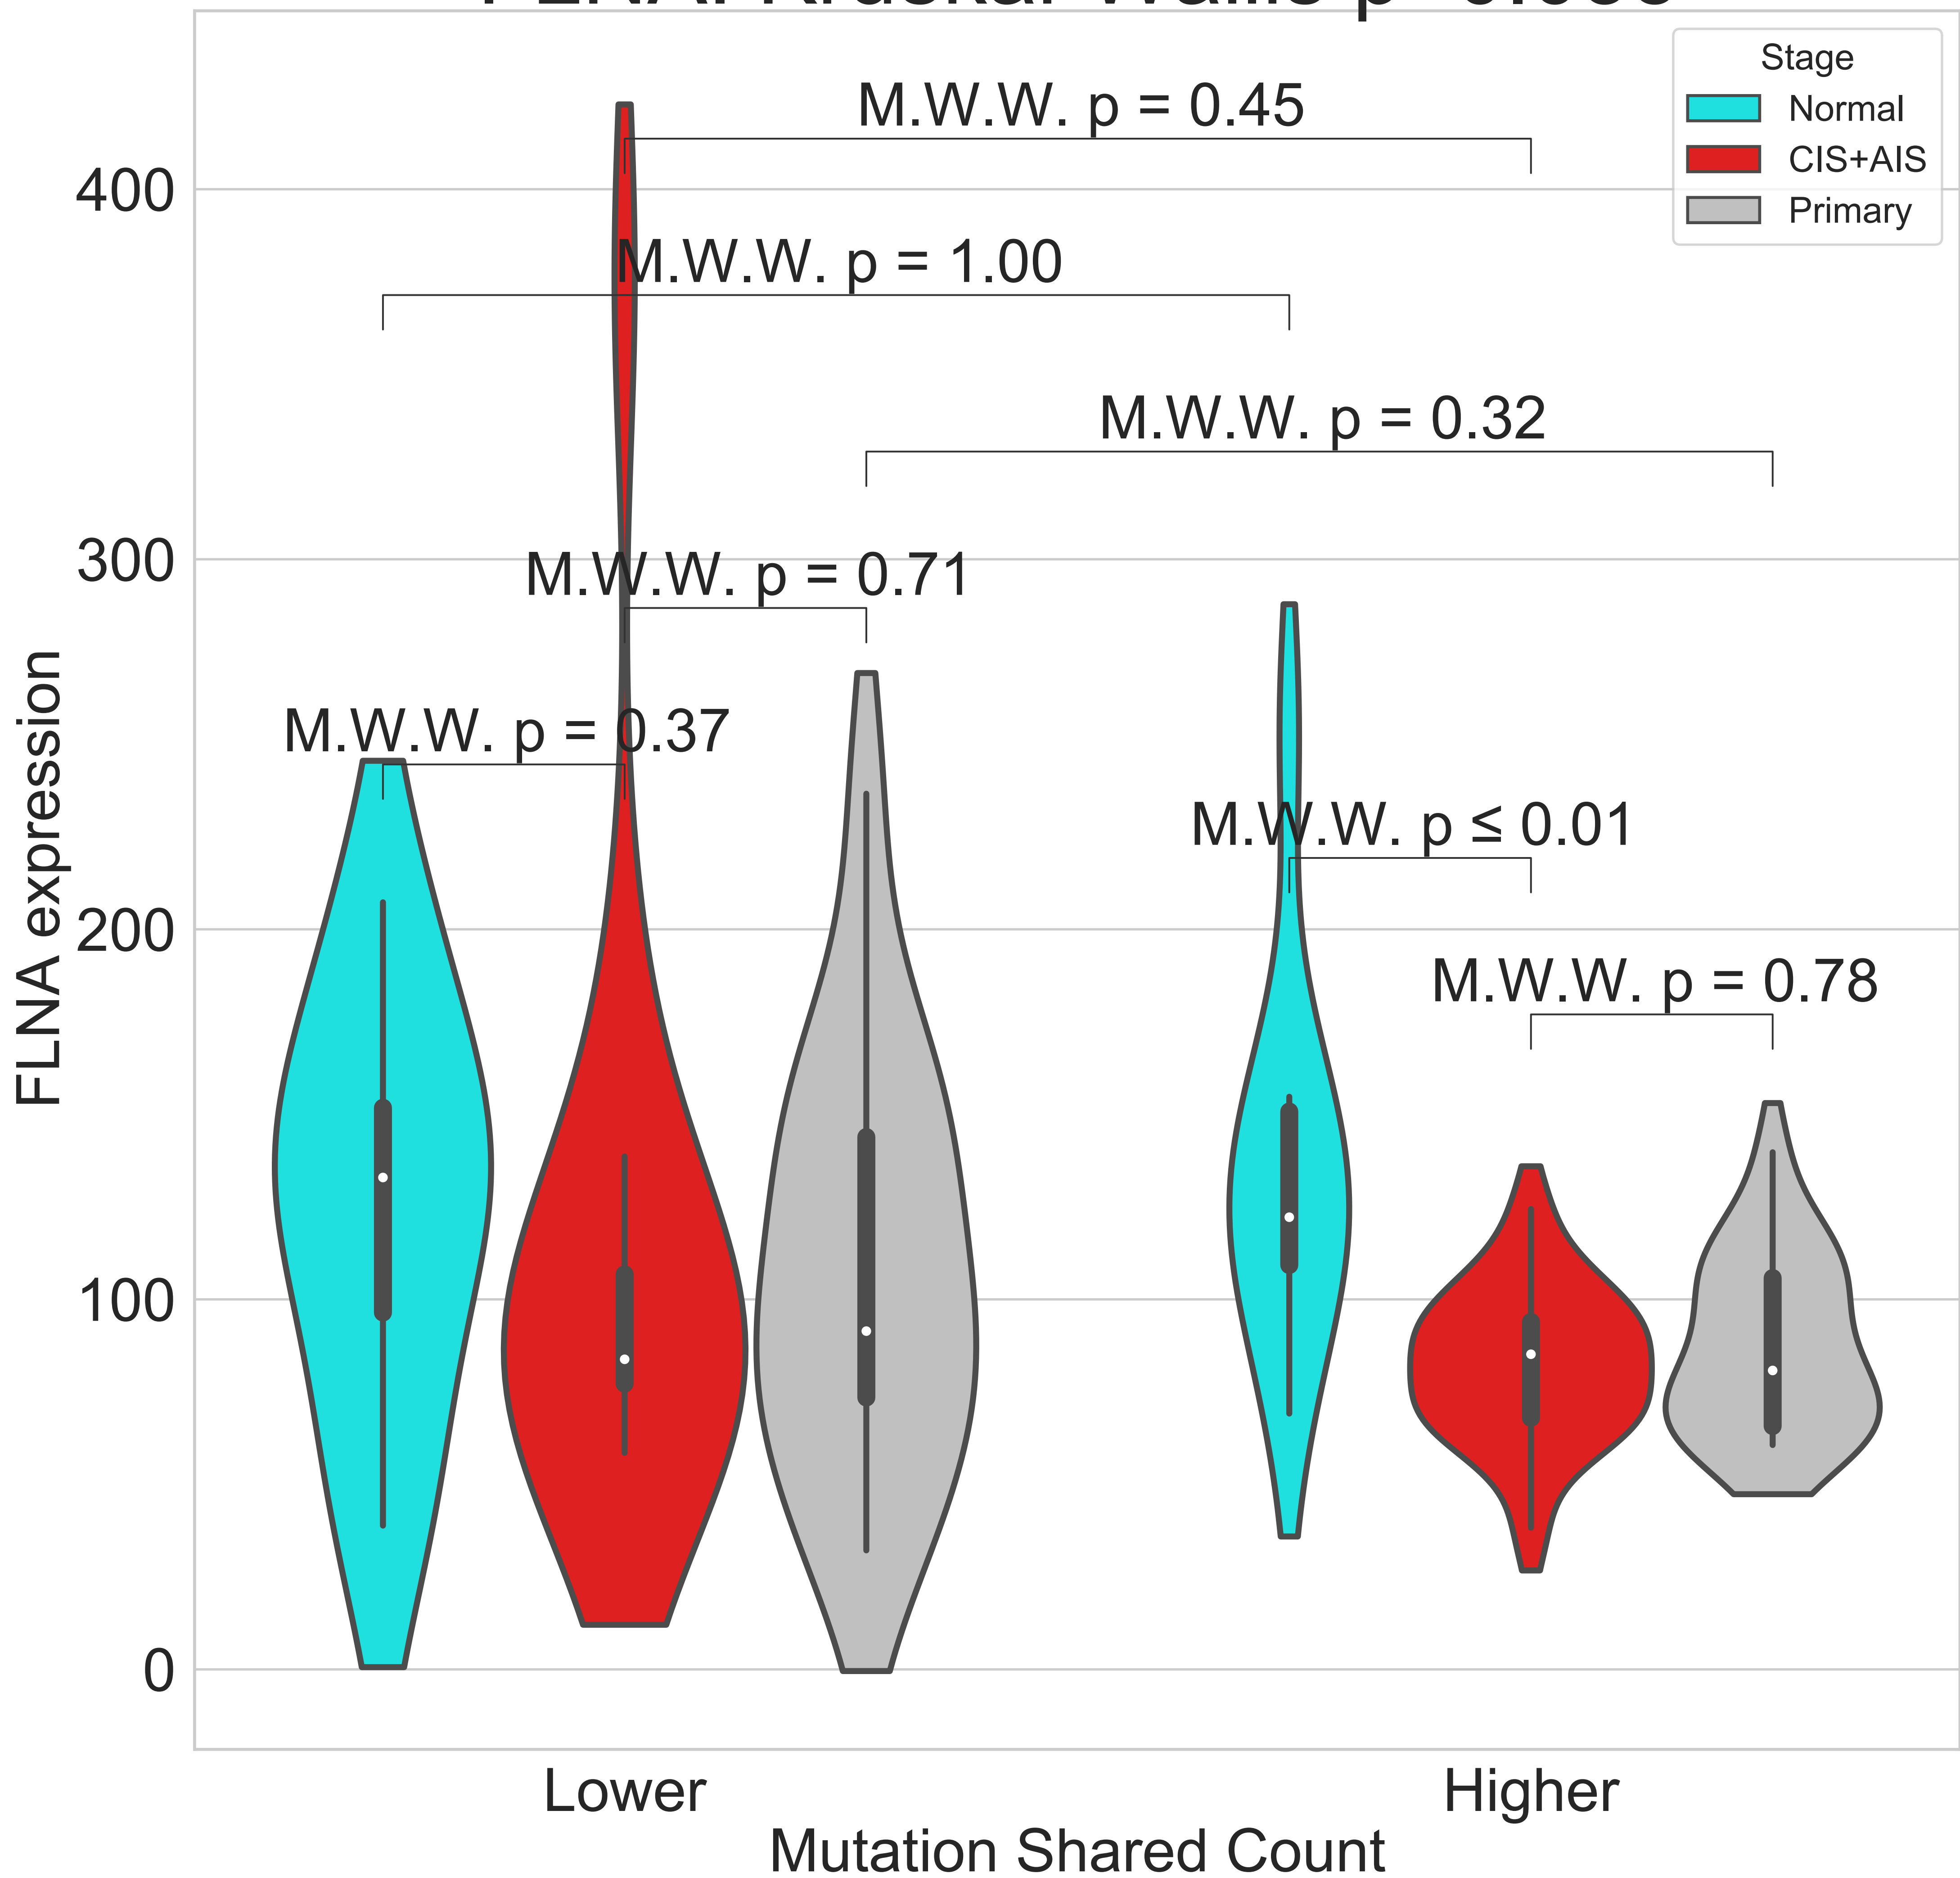 M.W.W. p = 0.45
Stage
Normal
CIS+AIS
Primary
M.W.W. p = 1.00
M.W.W. p = 0.32
M.W.W. p = 0.71
M.W.W. p = 0.37
M.W.W. p ≤ 0.01
M.W.W. p = 0.78
400
300
200
100
0
FLNA expression
Lower
Higher
Mutation Shared Count